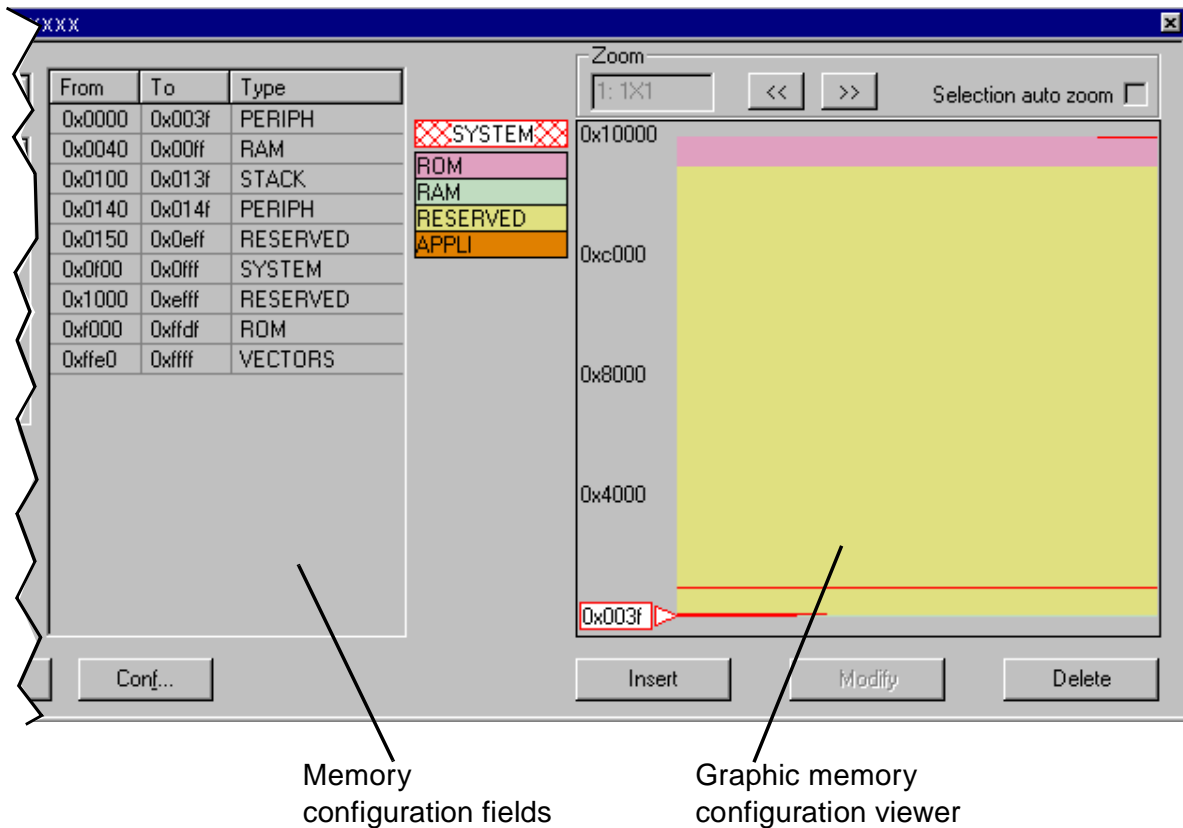 XXXX
From To Type
0x0000 0x003f PERIPH
0x0040 0x00ff RAM
0x0100 0x013f STACK
0x0140 0x014f PERIPH
0x0150 0x0eff RESERVED
0x0f00 0x0fff SYSTEM
0x1000 0xefff RESERVED
0xf000 0xffdf ROM
0xffe0 0xffff VECTORS
SYSTEM
ROM
RAM
RESERVED
APPLI
Zoom
1: 1X1
<<
>>
Selection auto zoom
0x10000
0xc000
0x8000
0x4000
0x003f
Conf...
Insert
Modify
Delete
Memory
configuration fields
Graphic memory
configuration viewer